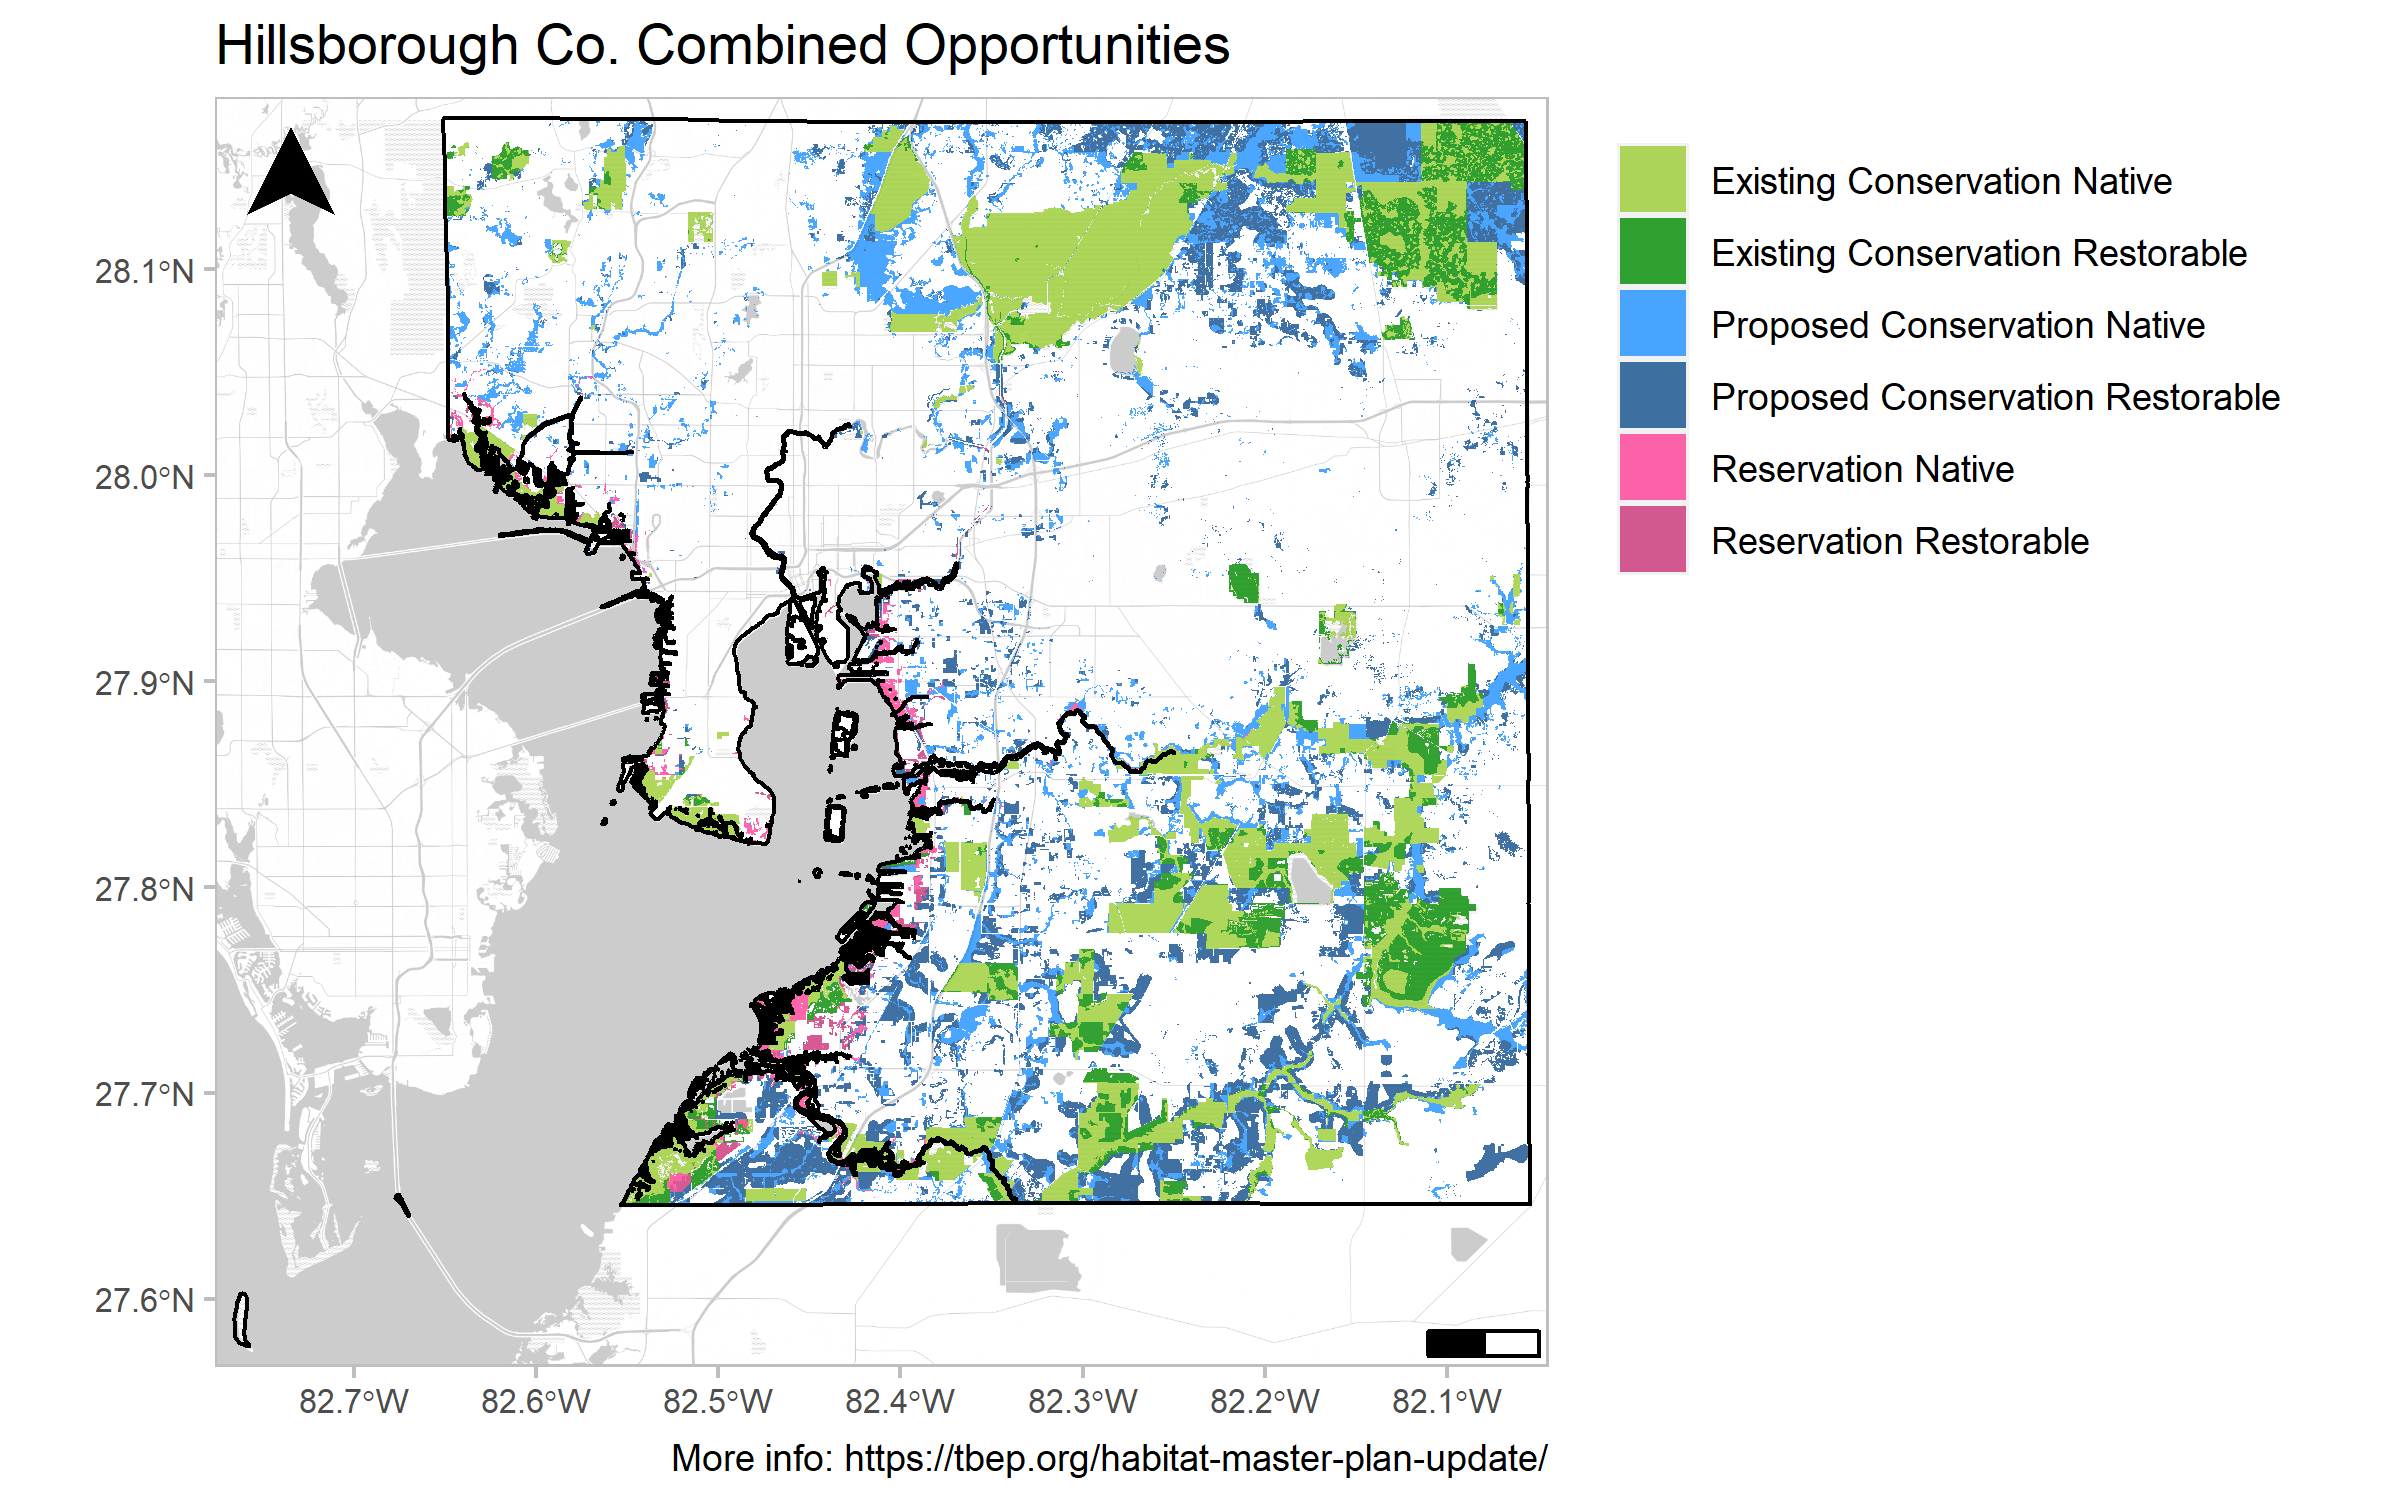 Hillsborough Co. Combined Opportunities
Existing Conservation Native
Existing Conservation Restorable
Proposed Conservation Native
Proposed Conservation Restorable
Reservation Native
Reservation Restorable
28.1°N
28.0°N
27.9°N
27.8°N
27.7°N
27.6°N
82.7°W
82.6°W
82.5°W
82.4°W
82.3°W
82.2°W
82.1°W
More info: https://tbep.org/habitat-master-plan-update/